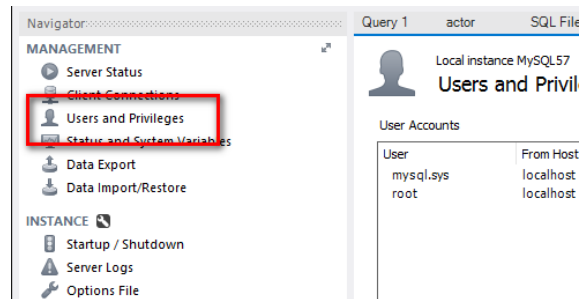 Navigator
MANAGEMENT
Server Status
Client Connections
Users and Privileges
Status and System Variables
Data Export
Data Import/Restore
INSTANCE
Startup / Shutdown
Server Logs
Options File
Query 1 actor SQL File
Local instance MySQL57
Users and Privile
User Accounts
User From Host
mysql.sys localhost
root localhost